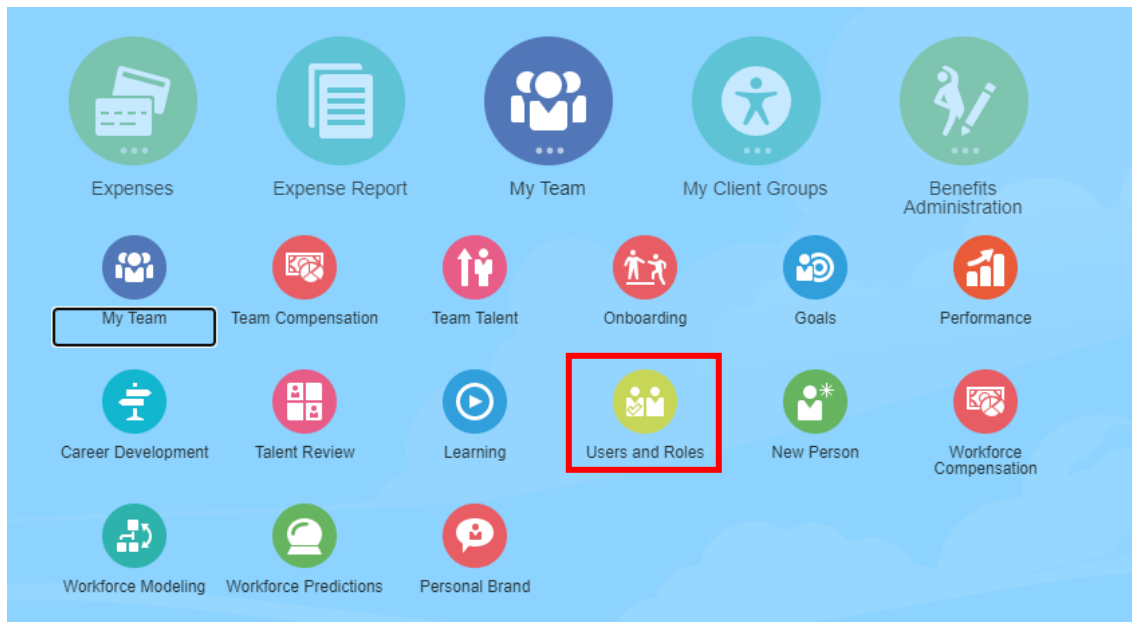 Expenses
Expense Report
My Team
My Client Groups
Benefits
Administration
My Team
Team Compensation
Team Talent
Onboarding
Goals
Performance
Career Development
Talent Review
Learning
Users and Roles
New Person
Workforce
Compensation
Workforce Modeling
Workforce Predictions
Personal Brand